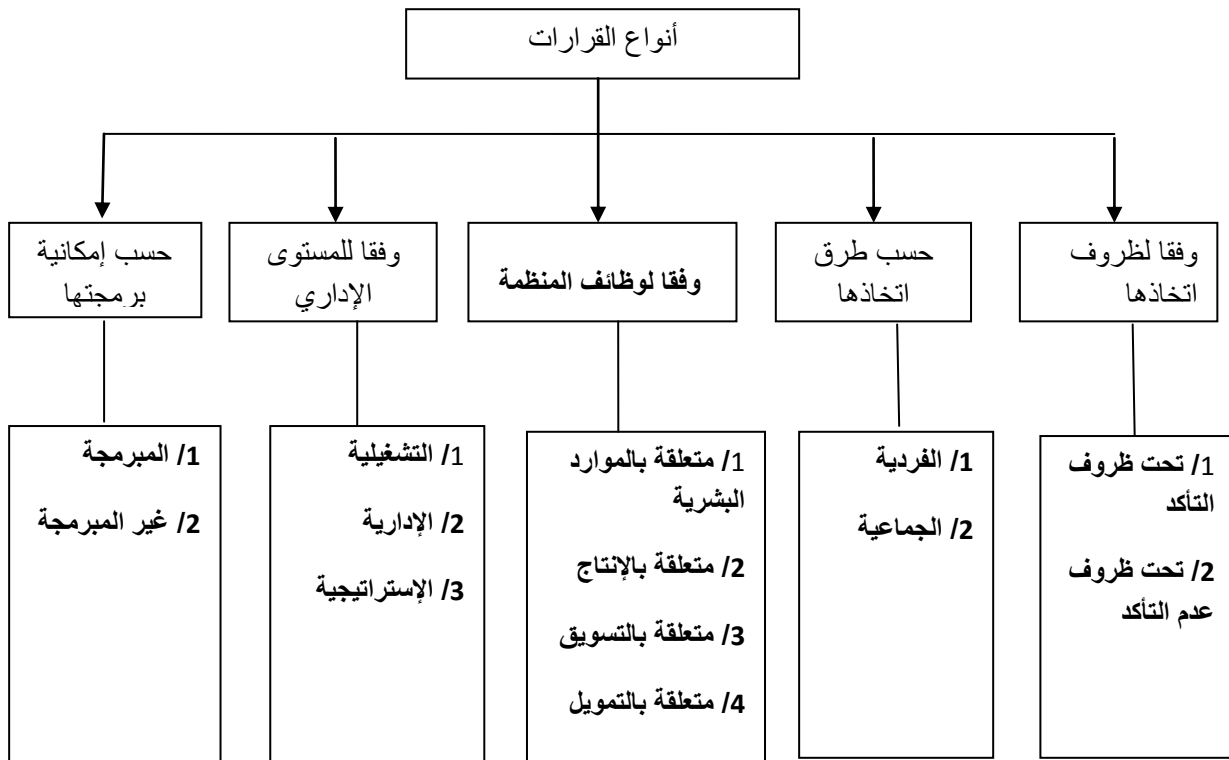 أنواع القرارات
وفقا لظروف
اتخاذها
حسب طرق
اتخاذها
وفقا لوظائف المنظمة
وفقا للمستوى
الإداري
حسب إمكانية
برمجتها
1/ تحت ظروف
التأكد
2/ تحت ظروف
عدم التأكد
1/ الفردية
2/ الجماعية
1/ متعلقة بالموارد
البشرية
2/ متعلقة بالإنتاج
3/ متعلقة بالتسويق
4/ متعلقة بالتمويل
1/ التشغيلية
2/ الإدارية
3/ الإستراتيجية
1/ المبرمجة
2/ غير المبرمجة